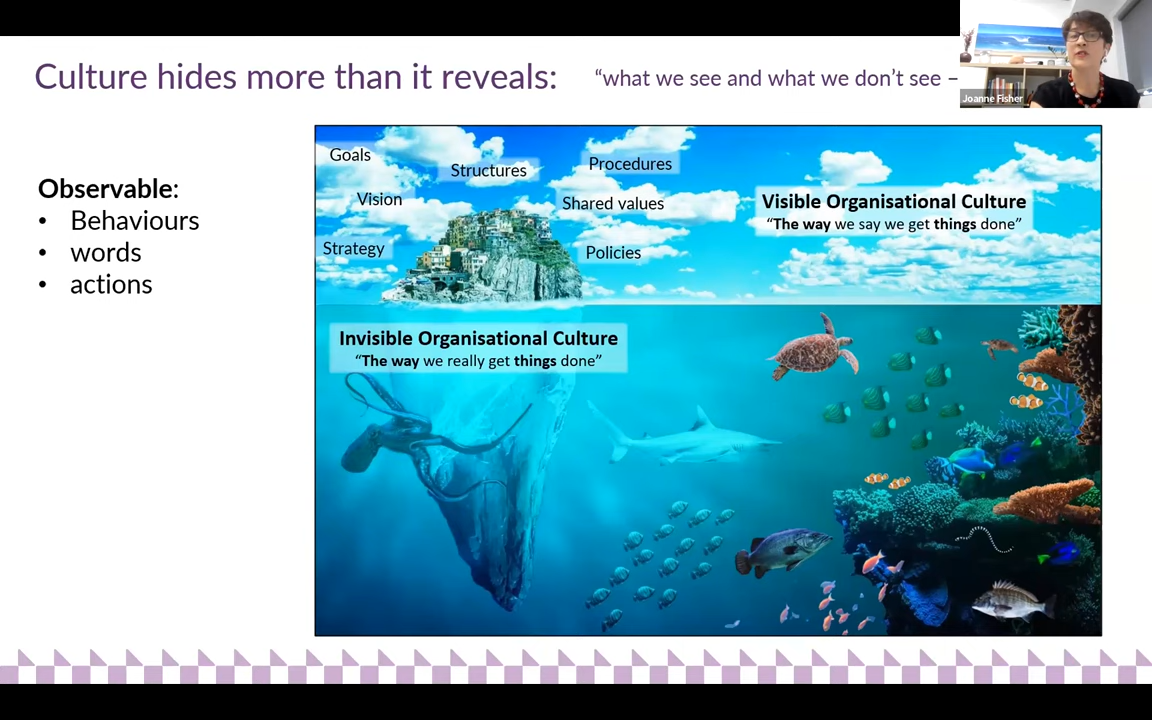 Culture hides more than it reveals:
“what we see and what we don’t see –
Joanne Fisher
Observable:
• Behaviours
• words
• actions
Goals
Structures
Procedures
Vision
Shared values
Strategy
Policies
Visible Organisational Culture
“The way we say we get things done”
Invisible Organisational Culture
“The way we really get things done”